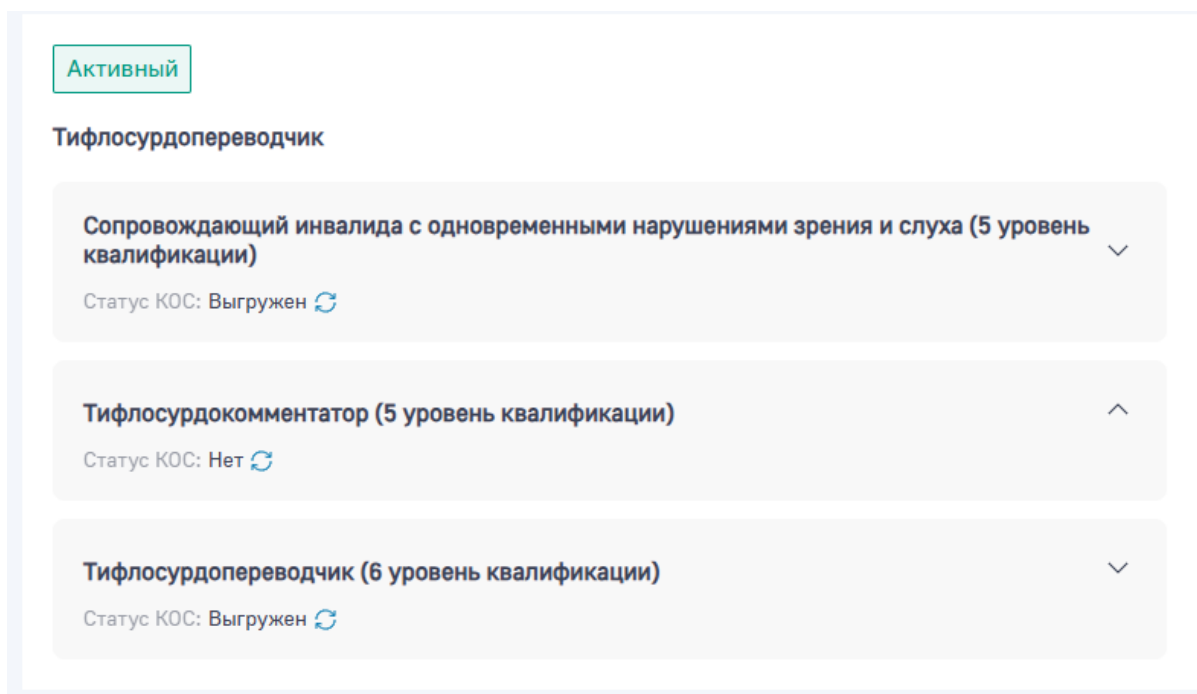 Активный
Тифлосурдопереводчик
Сопровождающий инвалида с одновременными нарушениями зрения и слуха (5 уровень
квалификации)
Статус КОС: Выгружен
Тифлосурдокомментатор (5 уровень квалификации)
Статус КОС: Нет
Тифлосурдопереводчик (6 уровень квалификации)
Статус КОС: Выгружен